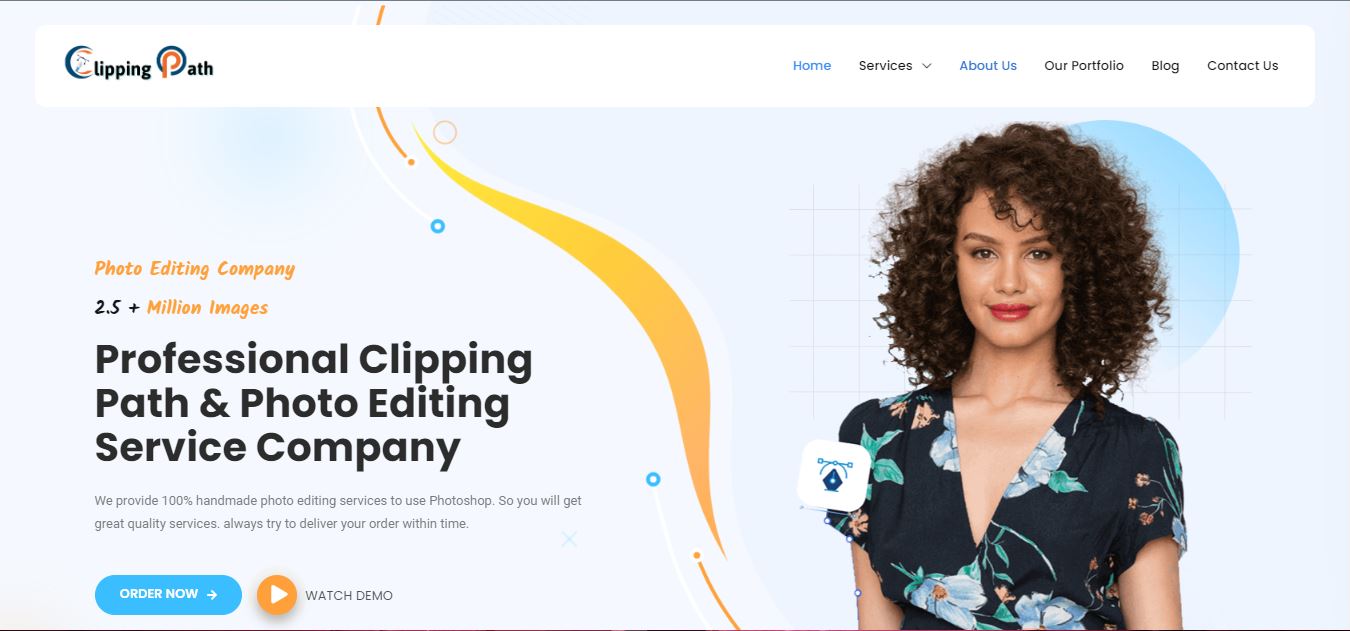 Clipping Path
Home Services About Us Our Portfolio Blog Contact Us
Photo Editing Company
2.5 + Million Images
Professional Clipping
Path & Photo Editing
Service Company
We provide 100% handmade photo editing services to use Photoshop. So you will get
great quality services. always try to deliver your order within time.
ORDER NOW → WATCH DEMO